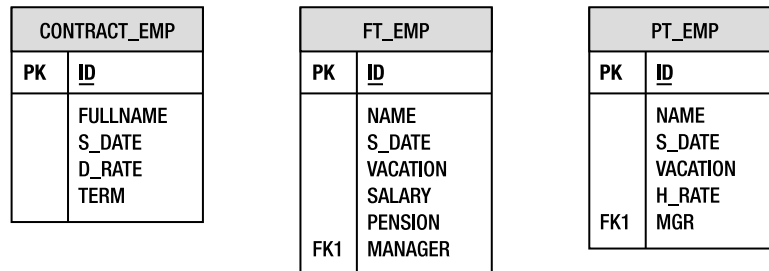 CONTRACT_EMP
PK ID
FULLNAME
S_DATE
D_RATE
TERM
FT_EMP
PK ID
NAME
S_DATE
VACATION
SALARY
PENSION
FK1 MANAGER
PT_EMP
PK ID
NAME
S_DATE
VACATION
H_RATE
FK1 MGR